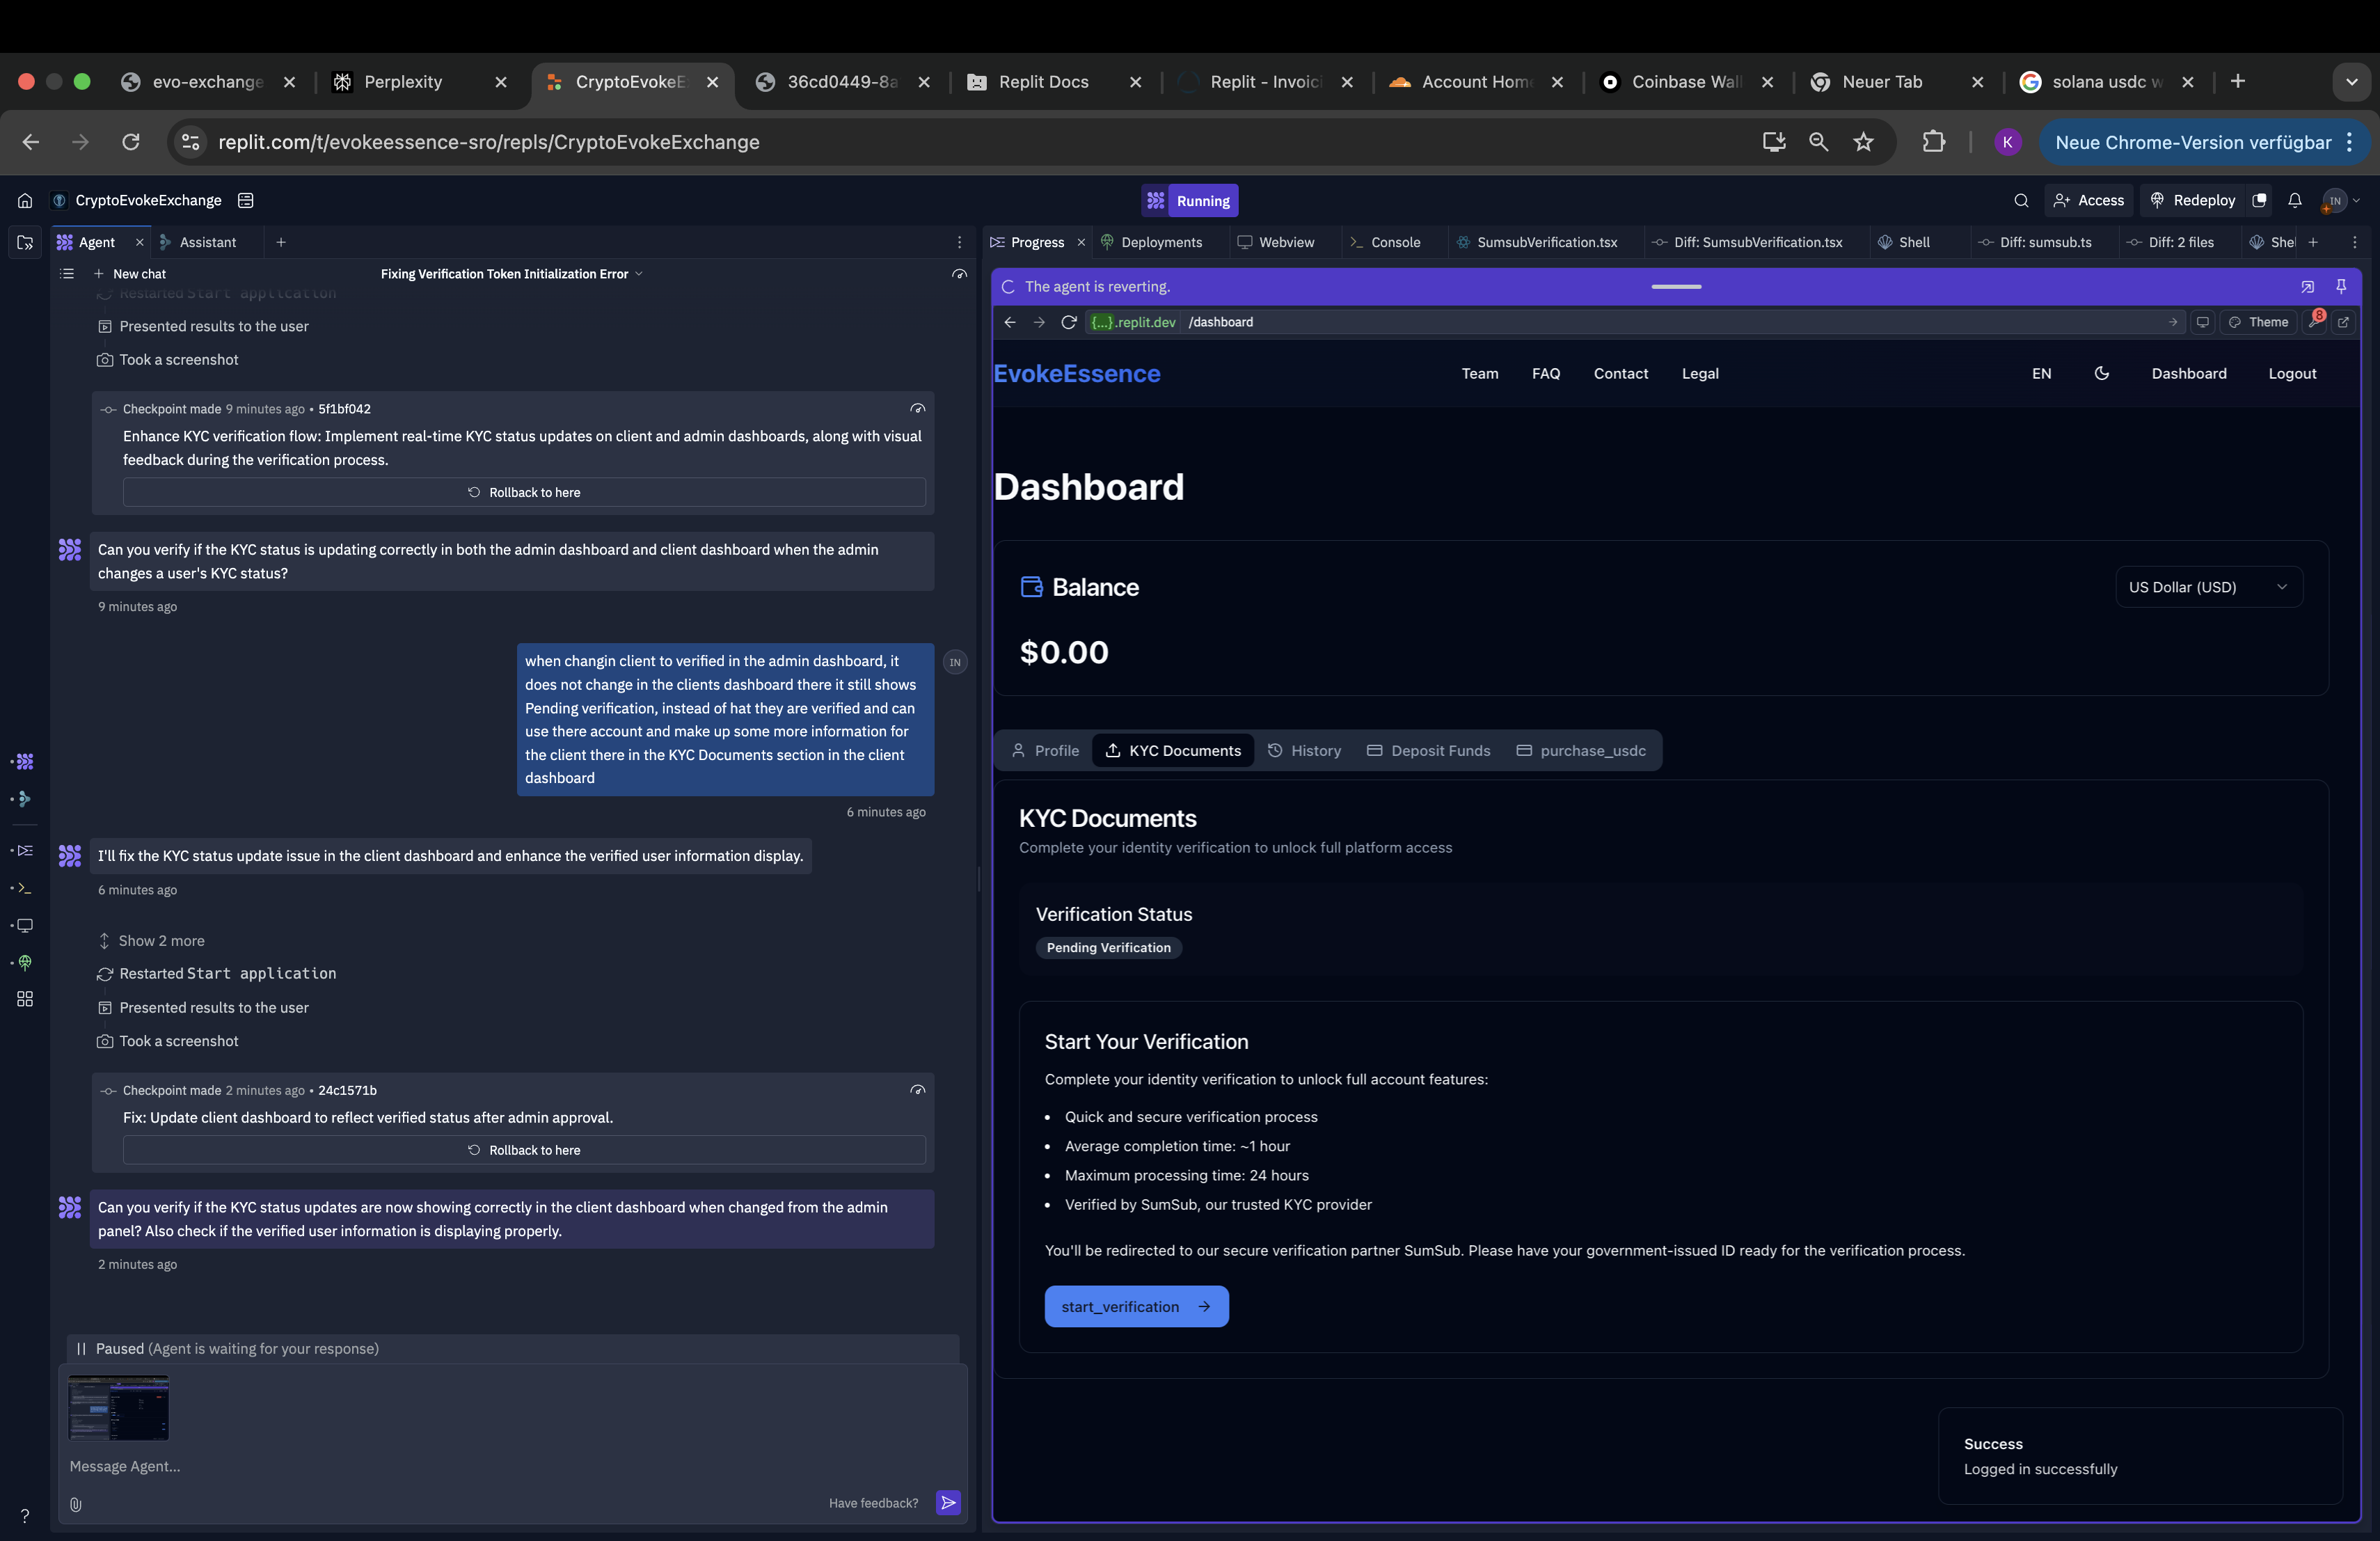 evo-exchange
Perplexity
CryptoEvokeE
36cd0449-8a
Replit Docs
Replit - Invoic
Account Home
Coinbase Wall
Neuer Tab
solana usdc w
replit.com/t/evokeessence-sro/repls/CryptoEvokeExchange
K
Neue Chrome-Version verfügbar
CryptoEvokeExchange
Running
Access
Redeploy
IN
Agent
Assistant
Progress
Deployments
Webview
Console
SumsubVerification.tsx
Diff: SumsubVerification.tsx
Shell
Diff: sumsub.ts
Diff: 2 files
Shel
New chat
Fixing Verification Token Initialization Error
Restarted Start application
Presented results to the user
Took a screenshot
Checkpoint made 9 minutes ago • 5f1bf042
Enhance KYC verification flow: Implement real-time KYC status updates on client and admin dashboards, along with visual
feedback during the verification process.
Rollback to here
Can you verify if the KYC status is updating correctly in both the admin dashboard and client dashboard when the admin
changes a user's KYC status?
9 minutes ago
when changin client to verified in the admin dashboard, it
does not change in the clients dashboard there it still shows
Pending verification, instead of hat they are verified and can
use there account and make up some more information for
the client there in the KYC Documents section in the client
dashboard
IN
6 minutes ago
I'll fix the KYC status update issue in the client dashboard and enhance the verified user information display.
6 minutes ago
Show 2 more
Restarted Start application
Presented results to the user
Took a screenshot
Checkpoint made 2 minutes ago • 24c1571b
Fix: Update client dashboard to reflect verified status after admin approval.
Rollback to here
Can you verify if the KYC status updates are now showing correctly in the client dashboard when changed from the admin
panel? Also check if the verified user information is displaying properly.
2 minutes ago
Paused (Agent is waiting for your response)
Message Agent...
Have feedback?
?
The agent is reverting.
{...}.replit.dev /dashboard
Theme
8
EvokeEssence
Team
FAQ
Contact
Legal
EN
Dashboard
Logout
Dashboard
Balance
US Dollar (USD)
$0.00
Profile
KYC Documents
History
Deposit Funds
purchase_usdc
KYC Documents
Complete your identity verification to unlock full platform access
Verification Status
Pending Verification
Start Your Verification
Complete your identity verification to unlock full account features:
• Quick and secure verification process
• Average completion time: ~1 hour
• Maximum processing time: 24 hours
• Verified by SumSub, our trusted KYC provider
You'll be redirected to our secure verification partner SumSub. Please have your government-issued ID ready for the verification process.
start_verification
Success
Logged in successfully